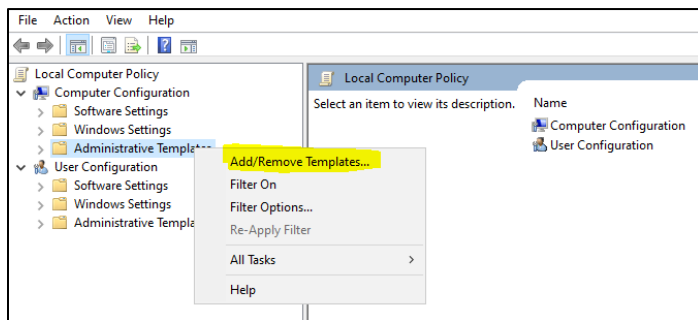 File Action View Help
Local Computer Policy
Computer Configuration
Software Settings
Windows Settings
Administrative Templates
User Configuration
Software Settings
Windows Settings
Administrative Templa
Add/Remove Templates...
Filter On
Filter Options...
Re-Apply Filter
All Tasks
Help
Local Computer Policy
Select an item to view its description.
Name
Computer Configuration
User Configuration